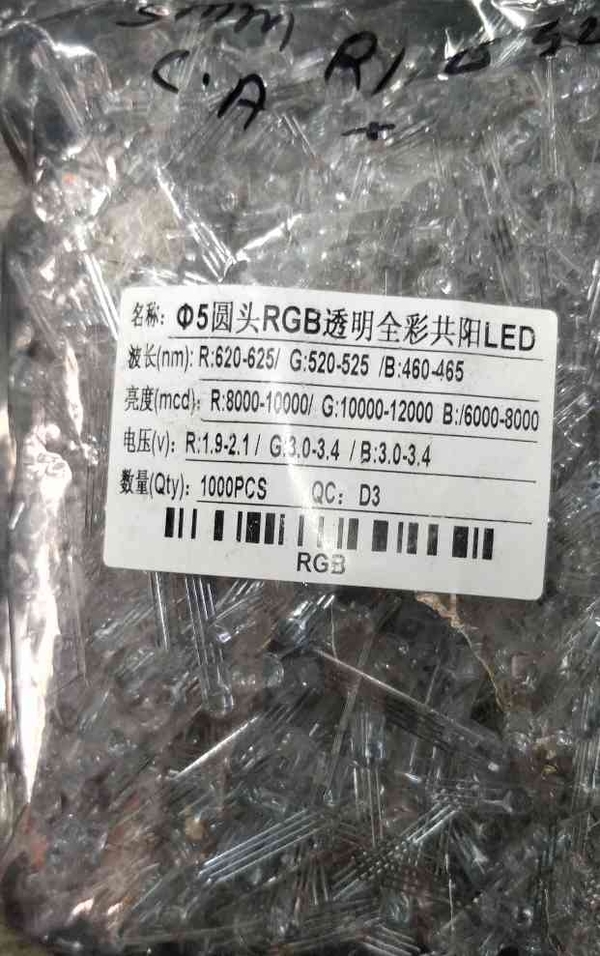 5mm
C.A R1
+
名称: Φ5圆头RGB透明全彩共阳LED
波长(nm): R:620-625/ G:520-525 /B:460-465
亮度(mcd): R:8000-10000/ G:10000-12000 B:/6000-8000
电压(v): R:1.9-2.1 / G:3.0-3.4 / B:3.0-3.4
数量(Qty): 1000PCS QC: D3
RGB